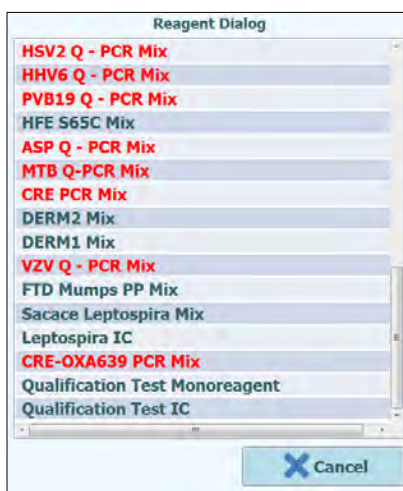 Reagent Dialog
HSV2 Q - PCR Mix
HHV6 Q - PCR Mix
PVB19 Q - PCR Mix
HFE S65C Mix
ASP Q - PCR Mix
MTB Q-PCR Mix
CRE PCR Mix
DERM2 Mix
DERM1 Mix
VZV Q - PCR Mix
FTD Mumps PP Mix
Sacace Leptospira Mix
Leptospira IC
CRE-OXA639 PCR Mix
Qualification Test Monoreagent
Qualification Test IC
Cancel